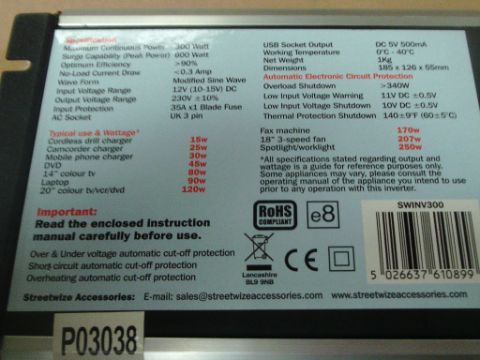 Specification
Maximum Continuous Power 300 Watt
Surge Capability (Peak Power) 600 Watt
Optimum Efficiency >90%
No-Load Current Draw <0.3 Amp
Wave Form Modified Sine Wave
Input Voltage Range 12V (10-15V) DC
Output Voltage Range 230V ±10%
Input Protection 35A x1 Blade Fuse
AC Socket UK 3 pin
USB Socket Output DC 5V 500mA
Working Temperature 0°C - 40°C
Net Weight 1Kg
Dimensions 185 x 126 x 55mm
Automatic Electronic Circuit Protection
Overload Shutdown >340W
Low Input Voltage Warning 11V DC ±0.5V
Low Input Voltage Shutdown 10V DC ±0.5V
Thermal Protection Shutdown 140±9°F (60±5°C)
Typical use & Wattage*
Cordless drill charger 15w
Camcorder charger 25w
Mobile phone charger 30w
DVD 45w
14" colour tv 80w
Laptop 90w
20" colour tv/vcr/dvd 120w
Fax machine 170w
18" 3-speed fan 207w
Spotlight/worklight 250w
*All specifications stated regarding output and
wattage is a guide for reference purposes only.
Some appliances may vary, please consult the
operating manual of the appliance you intend to use
prior to any operation with this inverter.
Important:
Read the enclosed instruction
manual carefully before use.
Over & Under voltage automatic cut-off protection
Short circuit automatic cut-off protection
Overheating automatic cut-off protection
RoHS
COMPLIANT
e8
CE
Lancashire
BL9 9NB
SWINV300
5 026637 610899
Streetwize Accessories: E-mail: sales@streetwizeaccessories.com www.streetwizeaccessories.com
P03038